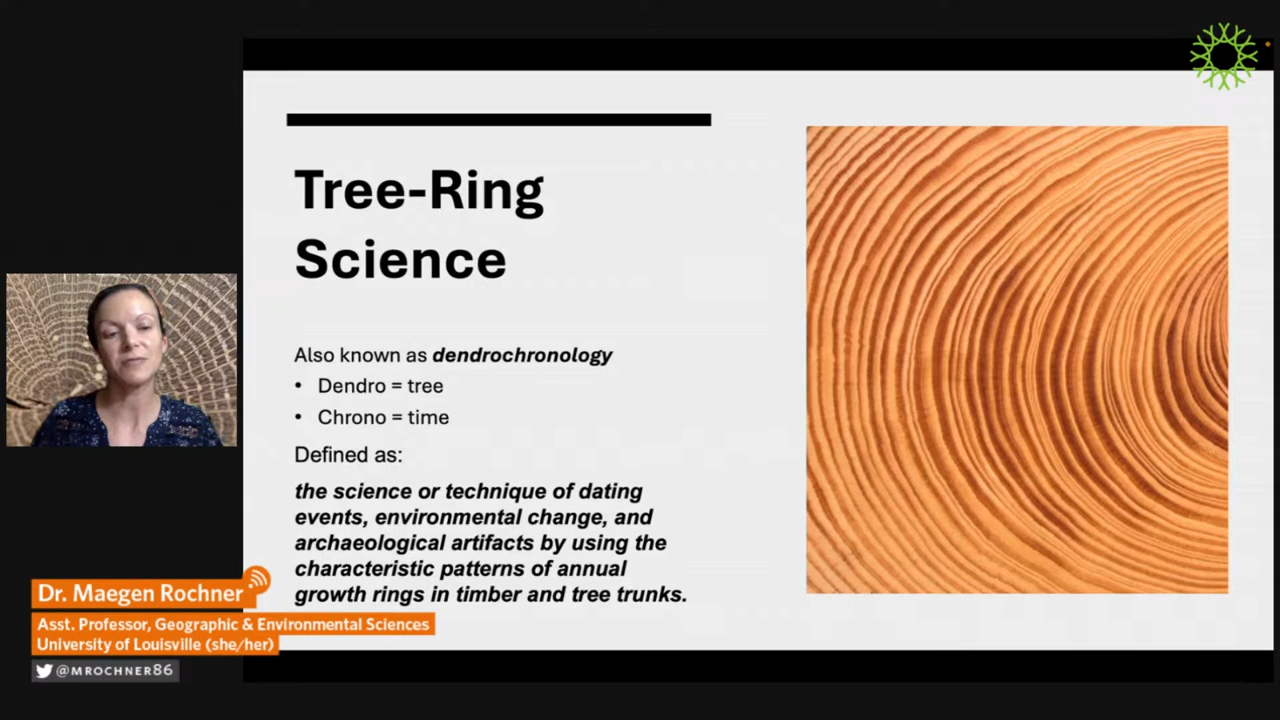 Tree-Ring
Science
Also known as dendrochronology
• Dendro = tree
• Chrono = time
Defined as:
the science or technique of dating
events, environmental change, and
archaeological artifacts by using the
characteristic patterns of annual
growth rings in timber and tree trunks.
Dr. Maegen Rochner
Asst. Professor, Geographic & Environmental Sciences
University of Louisville (she/her)
@MROCHNER86